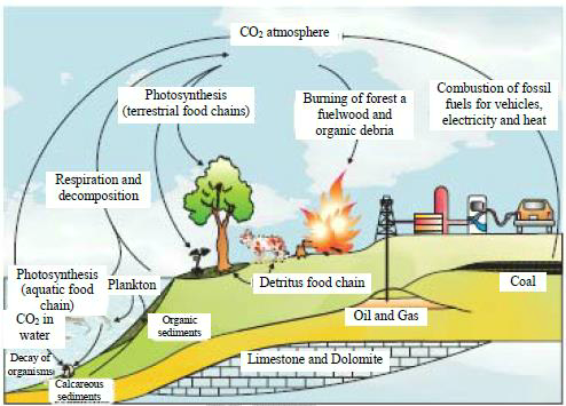 CO2 atmosphere
Photosynthesis
(terrestrial food chains)
Burning of forest a
fuelwood and
organic debria
Combustion of fossil
fuels for vehicles,
electricity and heat
Respiration and
decomposition
Photosynthesis
(aquatic food
chain)
Plankton
CO2 in
water
Decay of
organisms
Calcareous
sediments
Organic
sediments
Detritus food chain
Oil and Gas
Coal
Limestone and Dolomite